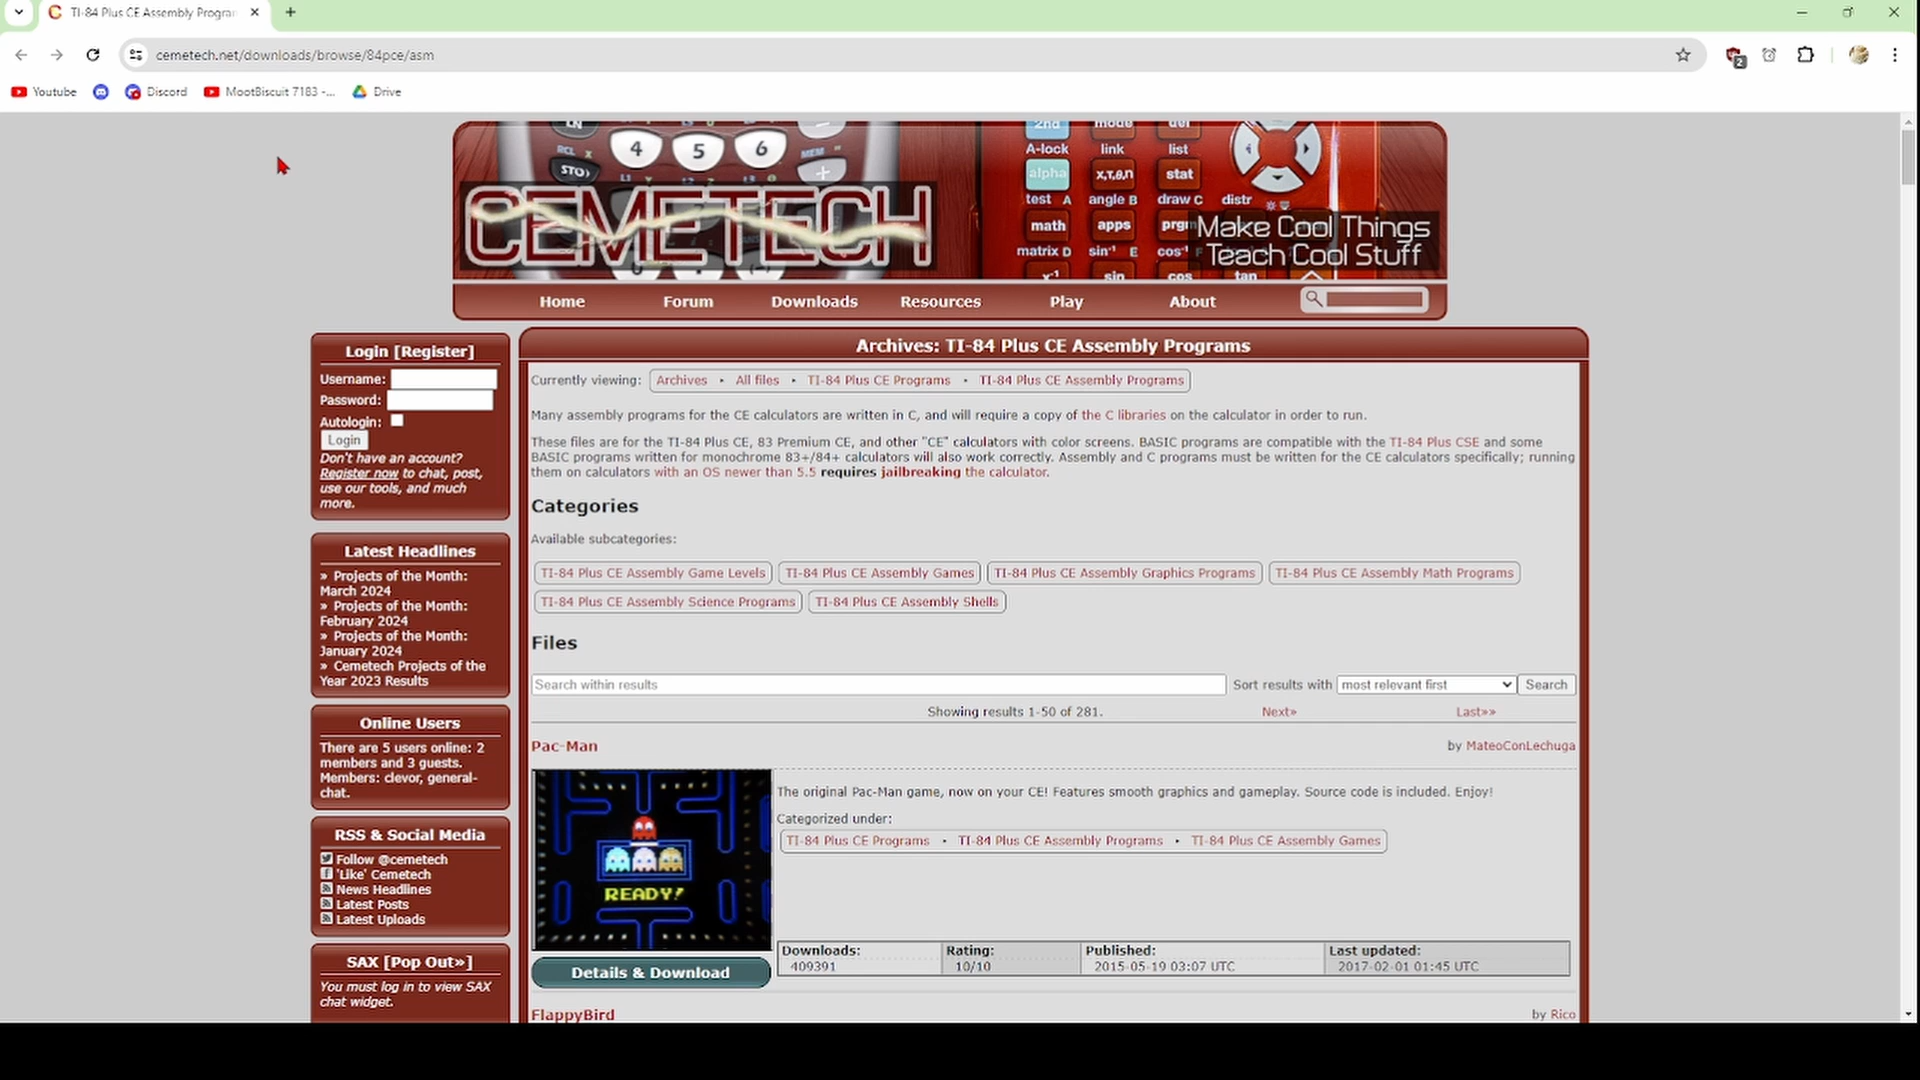 TI-84 Plus CE Assembly Progra
cemetech.net/downloads/browse/84pce/asm
2
Youtube
Discord
MootBiscuit 7183 -...
Drive
4 5 6
RCL X
MEM "
STO›
2nd mode del
A-lock link list
alpha X,T,θ,n stat
test A angle B draw C distr
math apps prgm
matrix D sin⁻¹ E cos⁻¹
x⁻¹ sin cos tan
CEMETECH
Make Cool Things
Teach Cool Stuff
Home Forum Downloads Resources Play About
Login [Register]
Username:
Password:
Autologin:
Login
Don't have an account?
Register now to chat, post,
use our tools, and much
more.
Latest Headlines
» Projects of the Month:
March 2024
» Projects of the Month:
February 2024
» Projects of the Month:
January 2024
» Cemetech Projects of the
Year 2023 Results
Online Users
There are 5 users online: 2
members and 3 guests.
Members: clevor, general-
chat.
RSS & Social Media
Follow @cemetech
'Like' Cemetech
News Headlines
Latest Posts
Latest Uploads
SAX [Pop Out»]
You must log in to view SAX
chat widget.
Archives: TI-84 Plus CE Assembly Programs
Currently viewing: Archives • All files • TI-84 Plus CE Programs • TI-84 Plus CE Assembly Programs
Many assembly programs for the CE calculators are written in C, and will require a copy of the C libraries on the calculator in order to run.
These files are for the TI-84 Plus CE, 83 Premium CE, and other "CE" calculators with color screens. BASIC programs are compatible with the TI-84 Plus CSE and some
BASIC programs written for monochrome 83+/84+ calculators will also work correctly. Assembly and C programs must be written for the CE calculators specifically; running
them on calculators with an OS newer than 5.5 requires jailbreaking the calculator.
Categories
Available subcategories:
TI-84 Plus CE Assembly Game Levels TI-84 Plus CE Assembly Games TI-84 Plus CE Assembly Graphics Programs TI-84 Plus CE Assembly Math Programs
TI-84 Plus CE Assembly Science Programs TI-84 Plus CE Assembly Shells
Files
Search within results Sort results with most relevant first Search
Showing results 1-50 of 281. Next» Last»»
Pac-Man by MateoConLechuga
READY!
The original Pac-Man game, now on your CE! Features smooth graphics and gameplay. Source code is included. Enjoy!
Categorized under:
TI-84 Plus CE Programs • TI-84 Plus CE Assembly Programs • TI-84 Plus CE Assembly Games
Downloads: Rating: Published: Last updated:
409391 10/10 2015-05-19 03:07 UTC 2017-02-01 01:45 UTC
Details & Download
FlappyBird by Rico